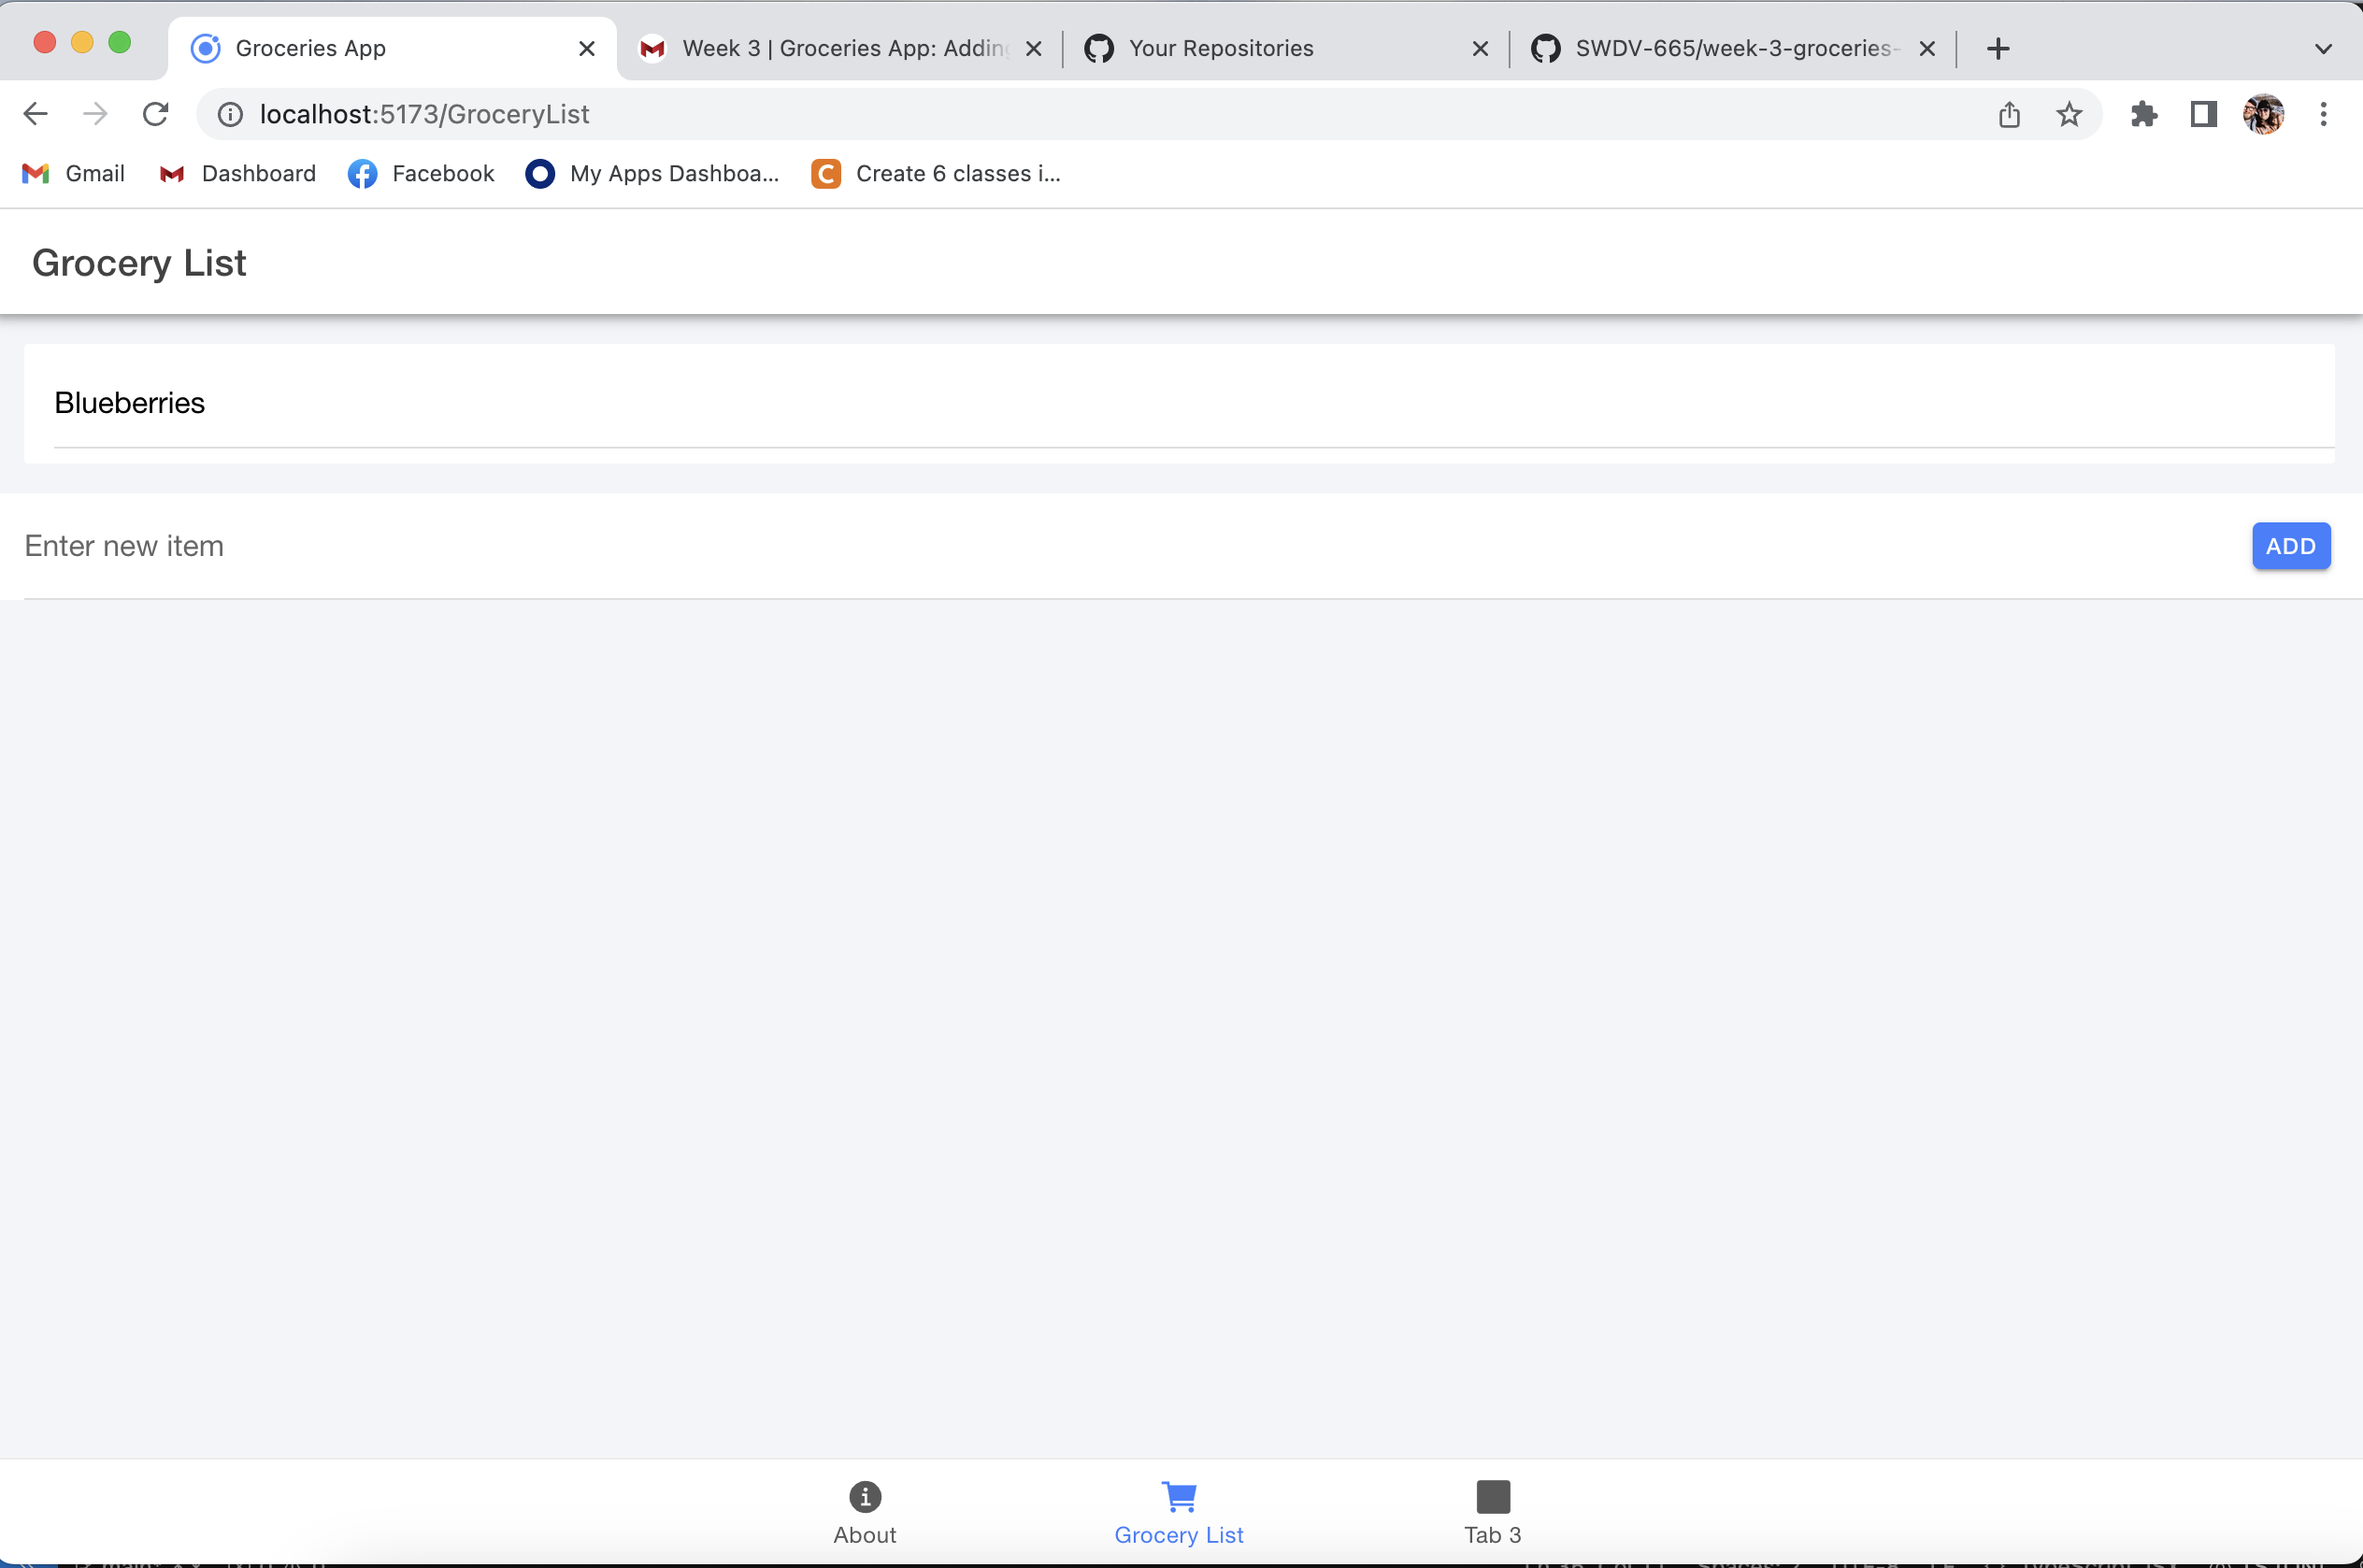 Groceries App
Week 3 | Groceries App: Adding
Your Repositories
SWDV-665/week-3-groceries-
localhost:5173/GroceryList
Gmail
Dashboard
Facebook
My Apps Dashboa...
Create 6 classes i...
Grocery List
Blueberries
Enter new item
ADD
About
Grocery List
Tab 3